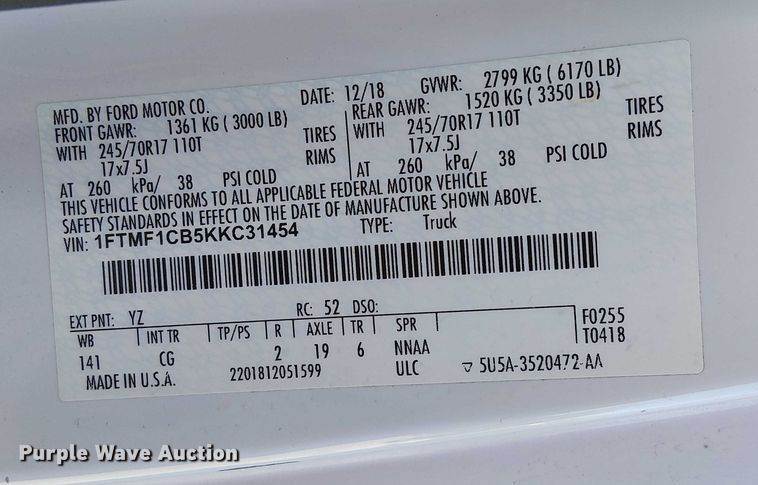 MFD. BY FORD MOTOR CO. DATE: 12/18 GVWR: 2799 KG ( 6170 LB)
FRONT GAWR: 1361 KG ( 3000 LB) REAR GAWR: 1520 KG ( 3350 LB)
WITH 245/70R17 110T TIRES WITH 245/70R17 110T TIRES
17x7.5J RIMS 17x7.5J RIMS
AT 260 kPa/ 38 PSI COLD AT 260 kPa/ 38 PSI COLD
THIS VEHICLE CONFORMS TO ALL APPLICABLE FEDERAL MOTOR VEHICLE
SAFETY STANDARDS IN EFFECT ON THE DATE OF MANUFACTURE SHOWN ABOVE.
VIN: 1FTMF1CB5KKC31454 TYPE: Truck
EXT PNT: YZ RC: 52 DSO: F0255
WB INT TR TP/PS R AXLE TR SPR T0418
141 CG 2 19 6 NNAA
MADE IN U.S.A. 2201812051599 ULC ▽ 5U5A-3520472-AA
Purple Wave Auction